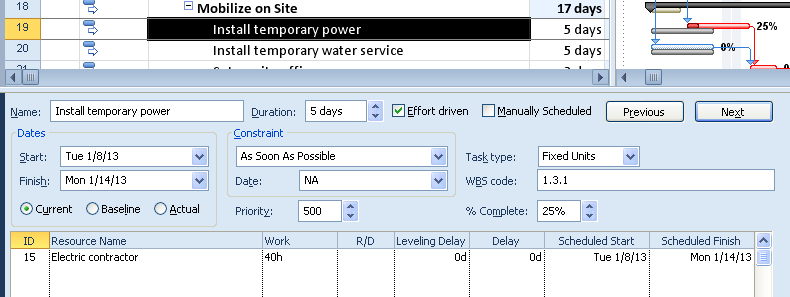 18 Mobilize on Site 17 days
19 Install temporary power 5 days 25%
20 Install temporary water service 5 days 0%
Name: Install temporary power Duration: 5 days Effort driven Manually Scheduled Previous Next
Dates Constraint
Start: Tue 1/8/13 As Soon As Possible Task type: Fixed Units
Finish: Mon 1/14/13 Date: NA WBS code: 1.3.1
Current Baseline Actual Priority: 500 % Complete: 25%
ID Resource Name Work R/D Leveling Delay Delay Scheduled Start Scheduled Finish
15 Electric contractor 40h 0d 0d Tue 1/8/13 Mon 1/14/13